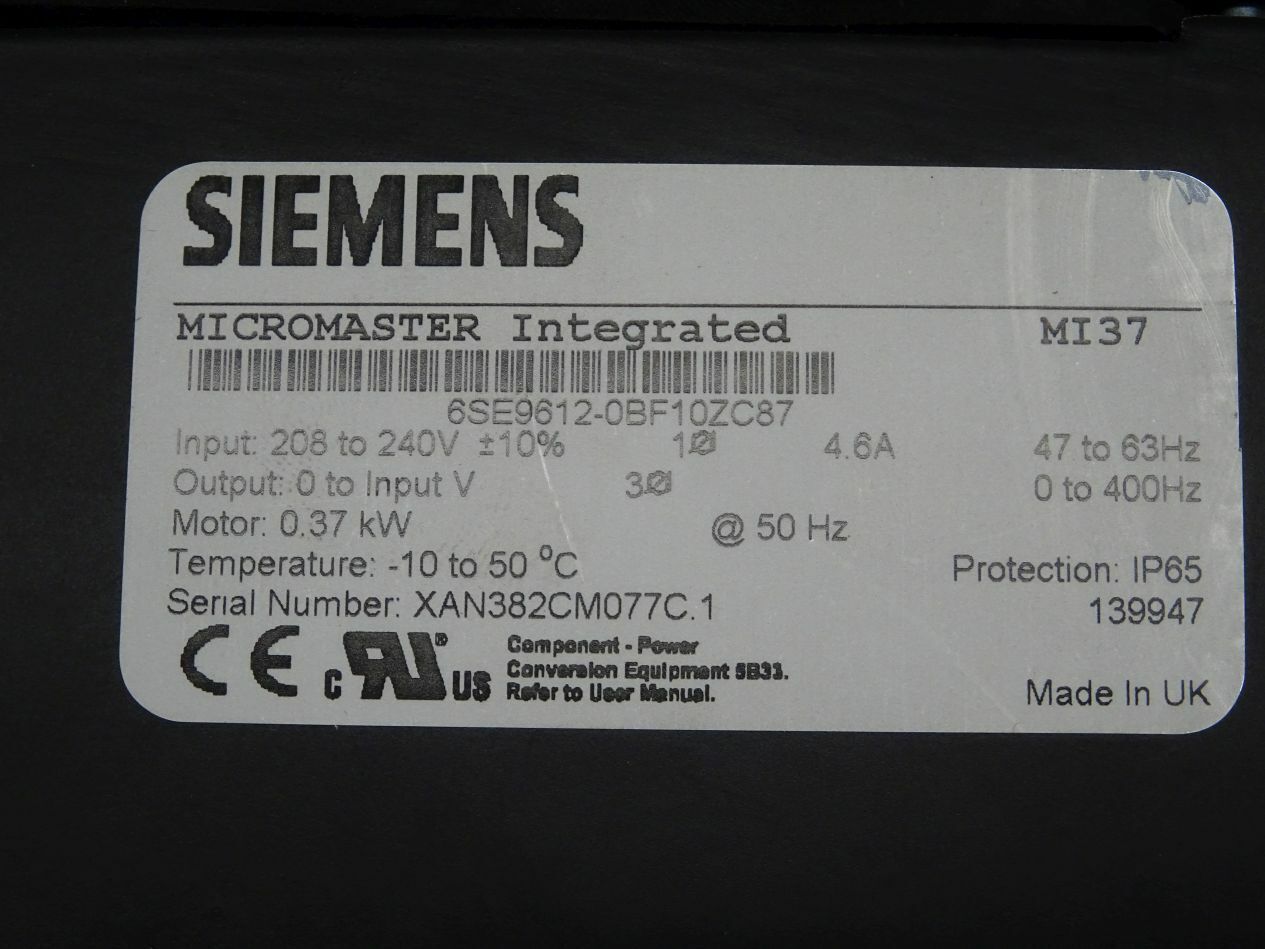 SIEMENS
MICROMASTER Integrated MI37
6SE9612-0BF10ZC87
Input: 208 to 240V ±10% 1Ø 4.6A 47 to 63Hz
Output: 0 to Input V 3Ø 0 to 400Hz
Motor: 0.37 kW @ 50 Hz
Temperature: -10 to 50 °C Protection: IP65
Serial Number: XAN382CM077C.1 139947
CE c RU® US Component - Power
Conversion Equipment 5B33.
Refer to User Manual. Made In UK